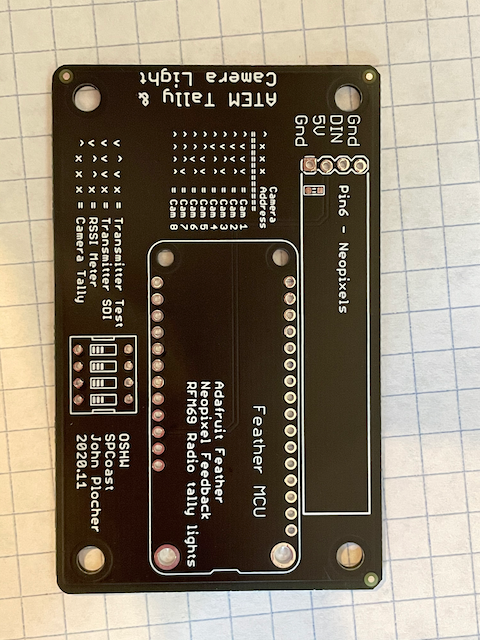 ATEM Tally &
Camera Light
Gnd
DIN
5V
Gnd
Pin6 - Neopixels
Camera
Address
==========
= Cam 1
= Cam 2
= Cam 3
= Cam 4
= Cam 5
= Cam 6
= Cam 7
= Cam 8
= Transmitter Test
= Transmitter SDI
= RSSI Meter
= Camera Tally
Feather MCU
Adafruit Feather
Neopixel Feedback
RFM69 Radio tally lights
OSHW
SPCoast
John Plocher
2020.11